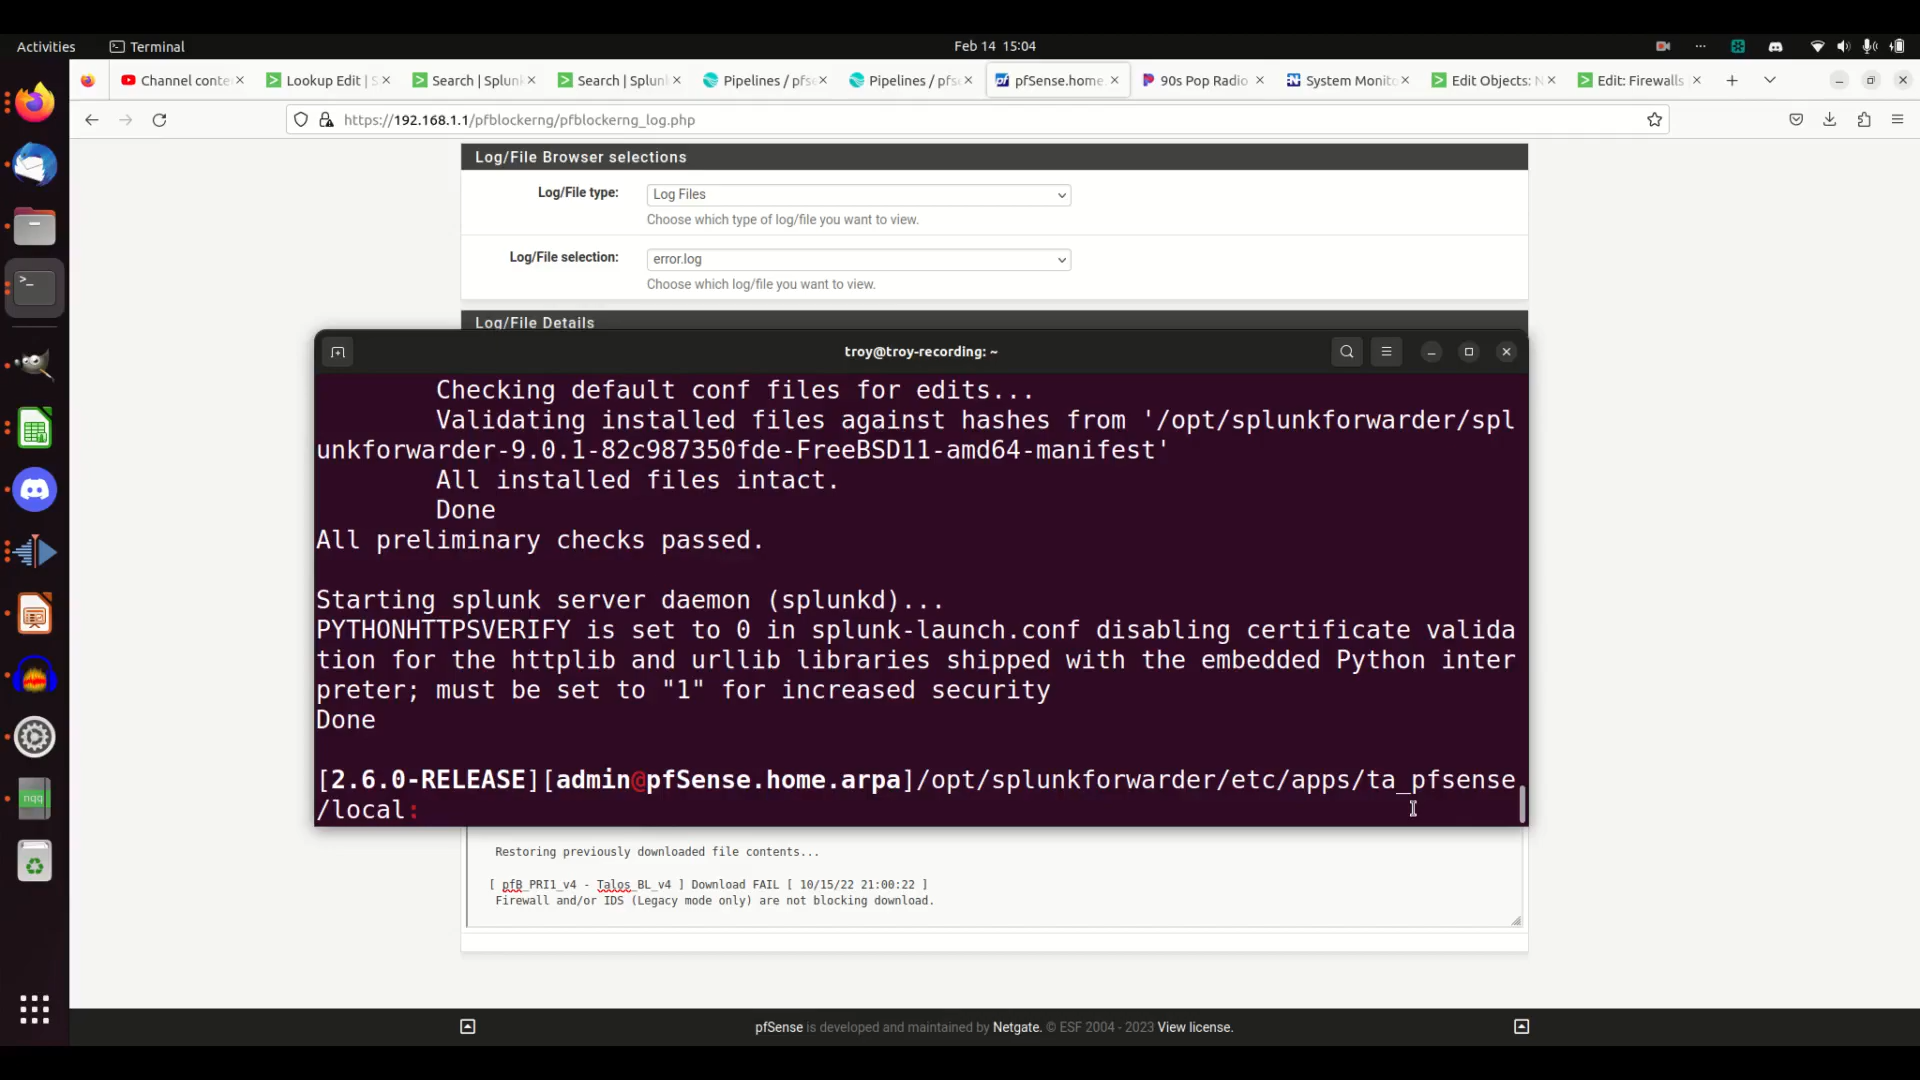 Activities
Terminal
Feb 14 15:04
Channel conte
Lookup Edit | S
Search | Splun
Search | Splun
Pipelines / pfse
Pipelines / pfse
pfSense.home.
90s Pop Radio
System Monito
Edit Objects: N
Edit: Firewalls
https://192.168.1.1/pfblockerng/pfblockerng_log.php
Log/File Browser selections
Log/File type:
Log Files
Choose which type of log/file you want to view.
Log/File selection:
error.log
Choose which log/file you want to view.
Log/File Details
troy@troy-recording: ~
Checking default conf files for edits...
Validating installed files against hashes from '/opt/splunkforwarder/spl
unkforwarder-9.0.1-82c987350fde-FreeBSD11-amd64-manifest'
All installed files intact.
Done
All preliminary checks passed.
Starting splunk server daemon (splunkd)...
PYTHONHTTPSVERIFY is set to 0 in splunk-launch.conf disabling certificate valida
tion for the httplib and urllib libraries shipped with the embedded Python inter
preter; must be set to "1" for increased security
Done
[2.6.0-RELEASE][admin@pfSense.home.arpa]/opt/splunkforwarder/etc/apps/ta_pfsense
/local:
Restoring previously downloaded file contents...
[ pfB_PRI1_v4 - Talos_BL_v4 ] Download FAIL [ 10/15/22 21:00:22 ]
Firewall and/or IDS (Legacy mode only) are not blocking download.
nqq
pfSense is developed and maintained by Netgate. © ESF 2004 - 2023 View license.